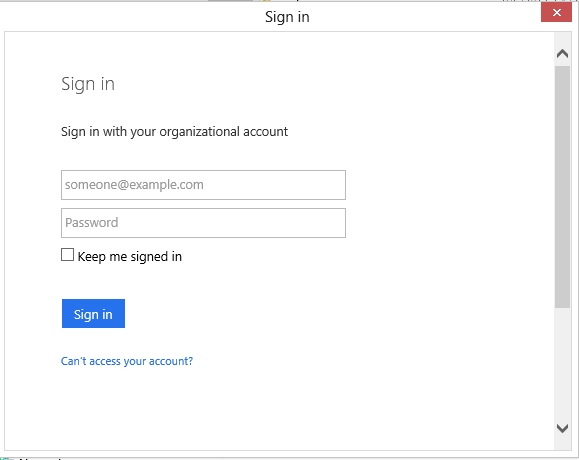 Sign in
Sign in
Sign in with your organizational account
someone@example.com
Password
Keep me signed in
Sign in
Can't access your account?